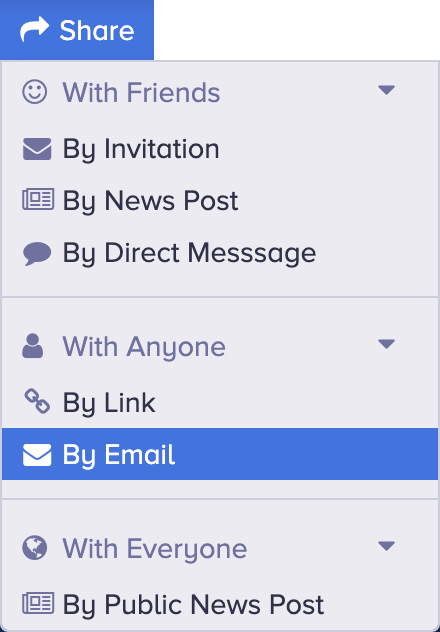 Share
With Friends
By Invitation
By News Post
By Direct Messsage
With Anyone
By Link
By Email
With Everyone
By Public News Post